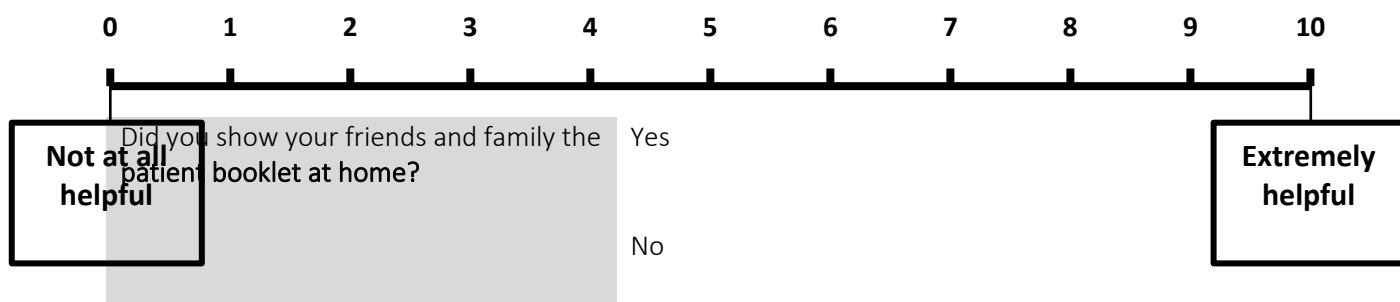 0 1 2 3 4 5 6 7 8 9 10
Not at all
helpful
Did you show your friends and family the
patient booklet at home?
Yes
No
Extremely
helpful